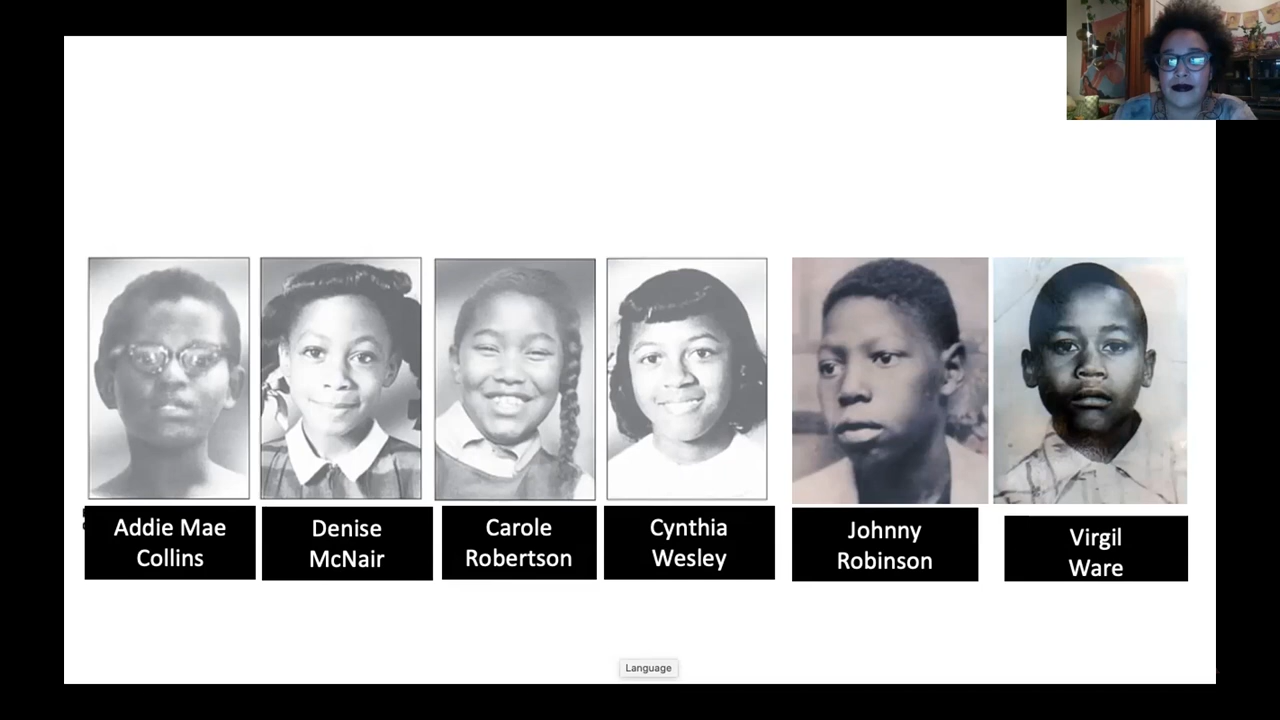 Addie Mae
Collins
Denise
McNair
Carole
Robertson
Cynthia
Wesley
Johnny
Robinson
Virgil
Ware
Language